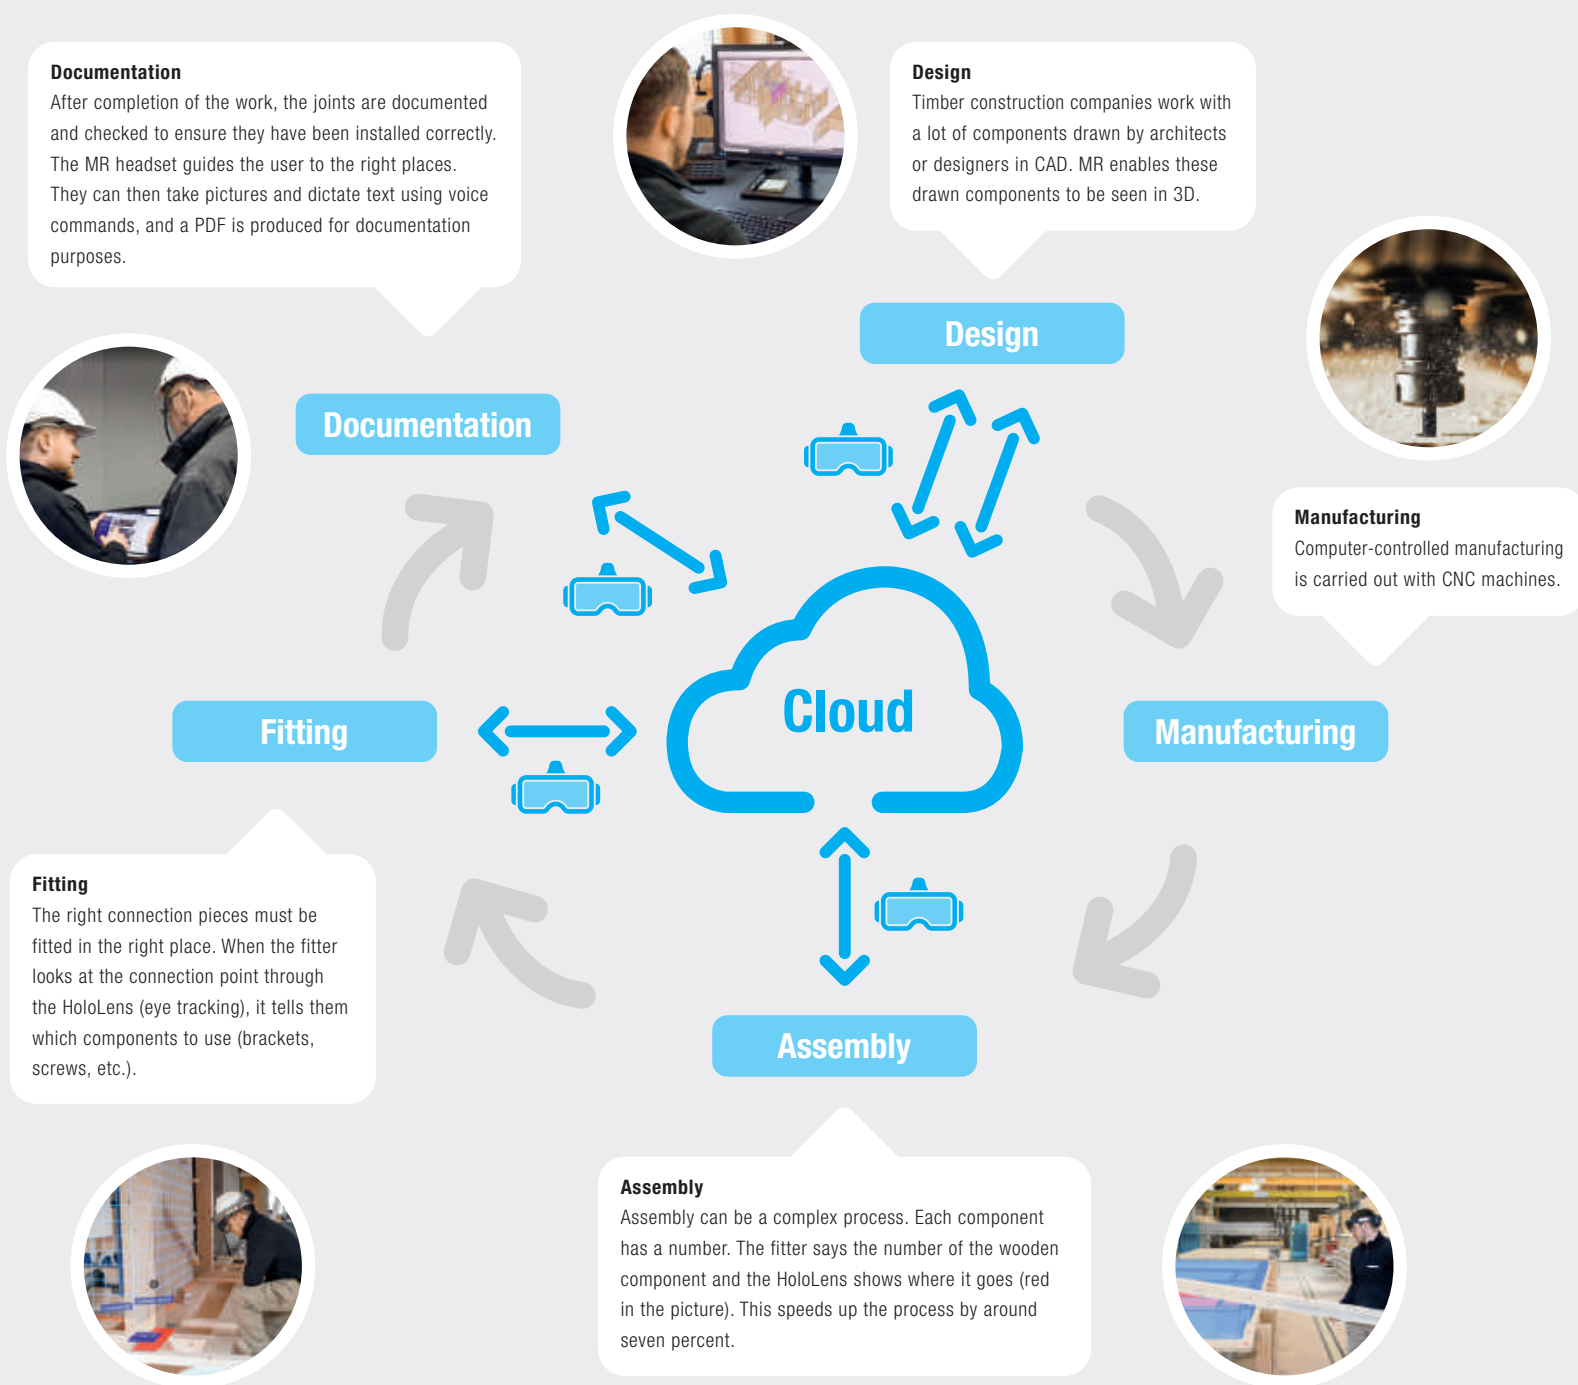 Documentation
After completion of the work, the joints are documented
and checked to ensure they have been installed correctly.
The MR headset guides the user to the right places.
They can then take pictures and dictate text using voice
commands, and a PDF is produced for documentation
purposes.
Design
Timber construction companies work with
a lot of components drawn by architects
or designers in CAD. MR enables these
drawn components to be seen in 3D.
Design
Documentation
Manufacturing
Computer-controlled manufacturing
is carried out with CNC machines.
Cloud
Fitting
Manufacturing
Fitting
The right connection pieces must be
fitted in the right place. When the fitter
looks at the connection point through
the HoloLens (eye tracking), it tells them
which components to use (brackets,
screws, etc.).
Assembly
Assembly
Assembly can be a complex process. Each component
has a number. The fitter says the number of the wooden
component and the HoloLens shows where it goes (red
in the picture). This speeds up the process by around
seven percent.